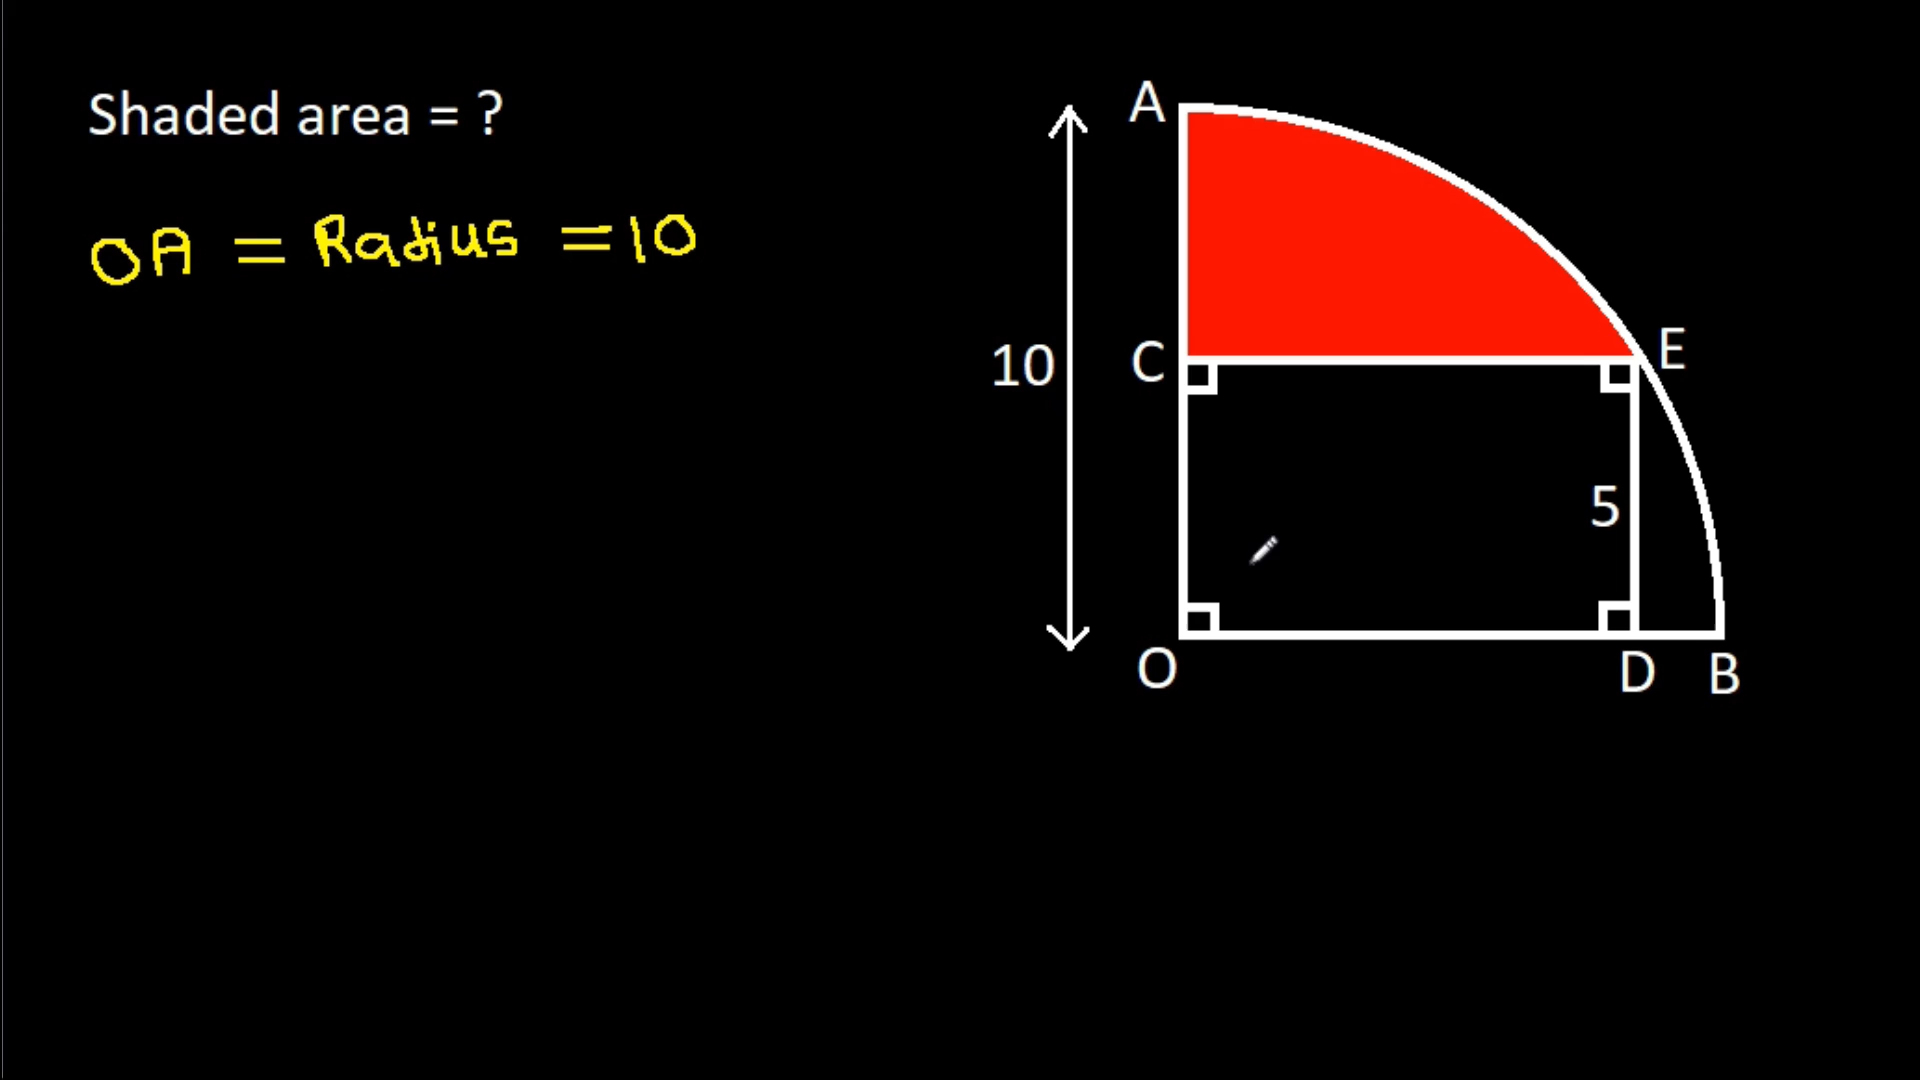 Shaded area = ?
OA = Radius = 10
A
10
C
E
5
O
D
B